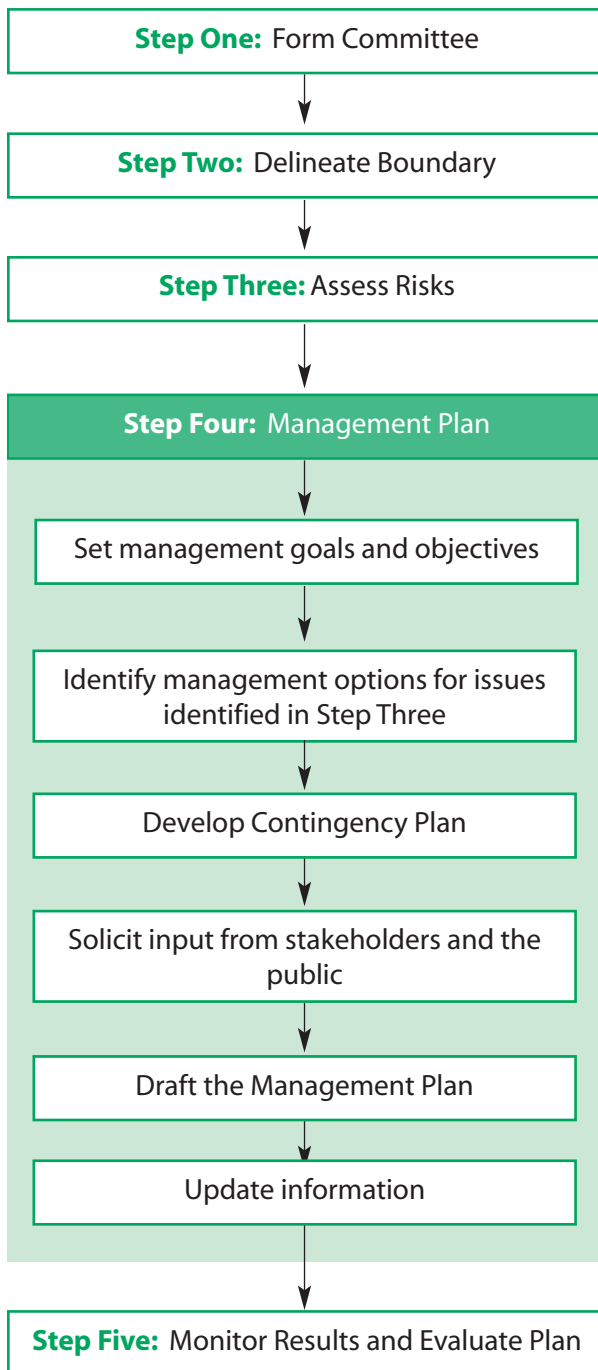 Step One: Form Committee
Step Two: Delineate Boundary
Step Three: Assess Risks
Step Four: Management Plan
Set management goals and objectives
Identify management options for issues
identified in Step Three
Develop Contingency Plan
Solicit input from stakeholders and the
public
Draft the Management Plan
Update information
Step Five: Monitor Results and Evaluate Plan